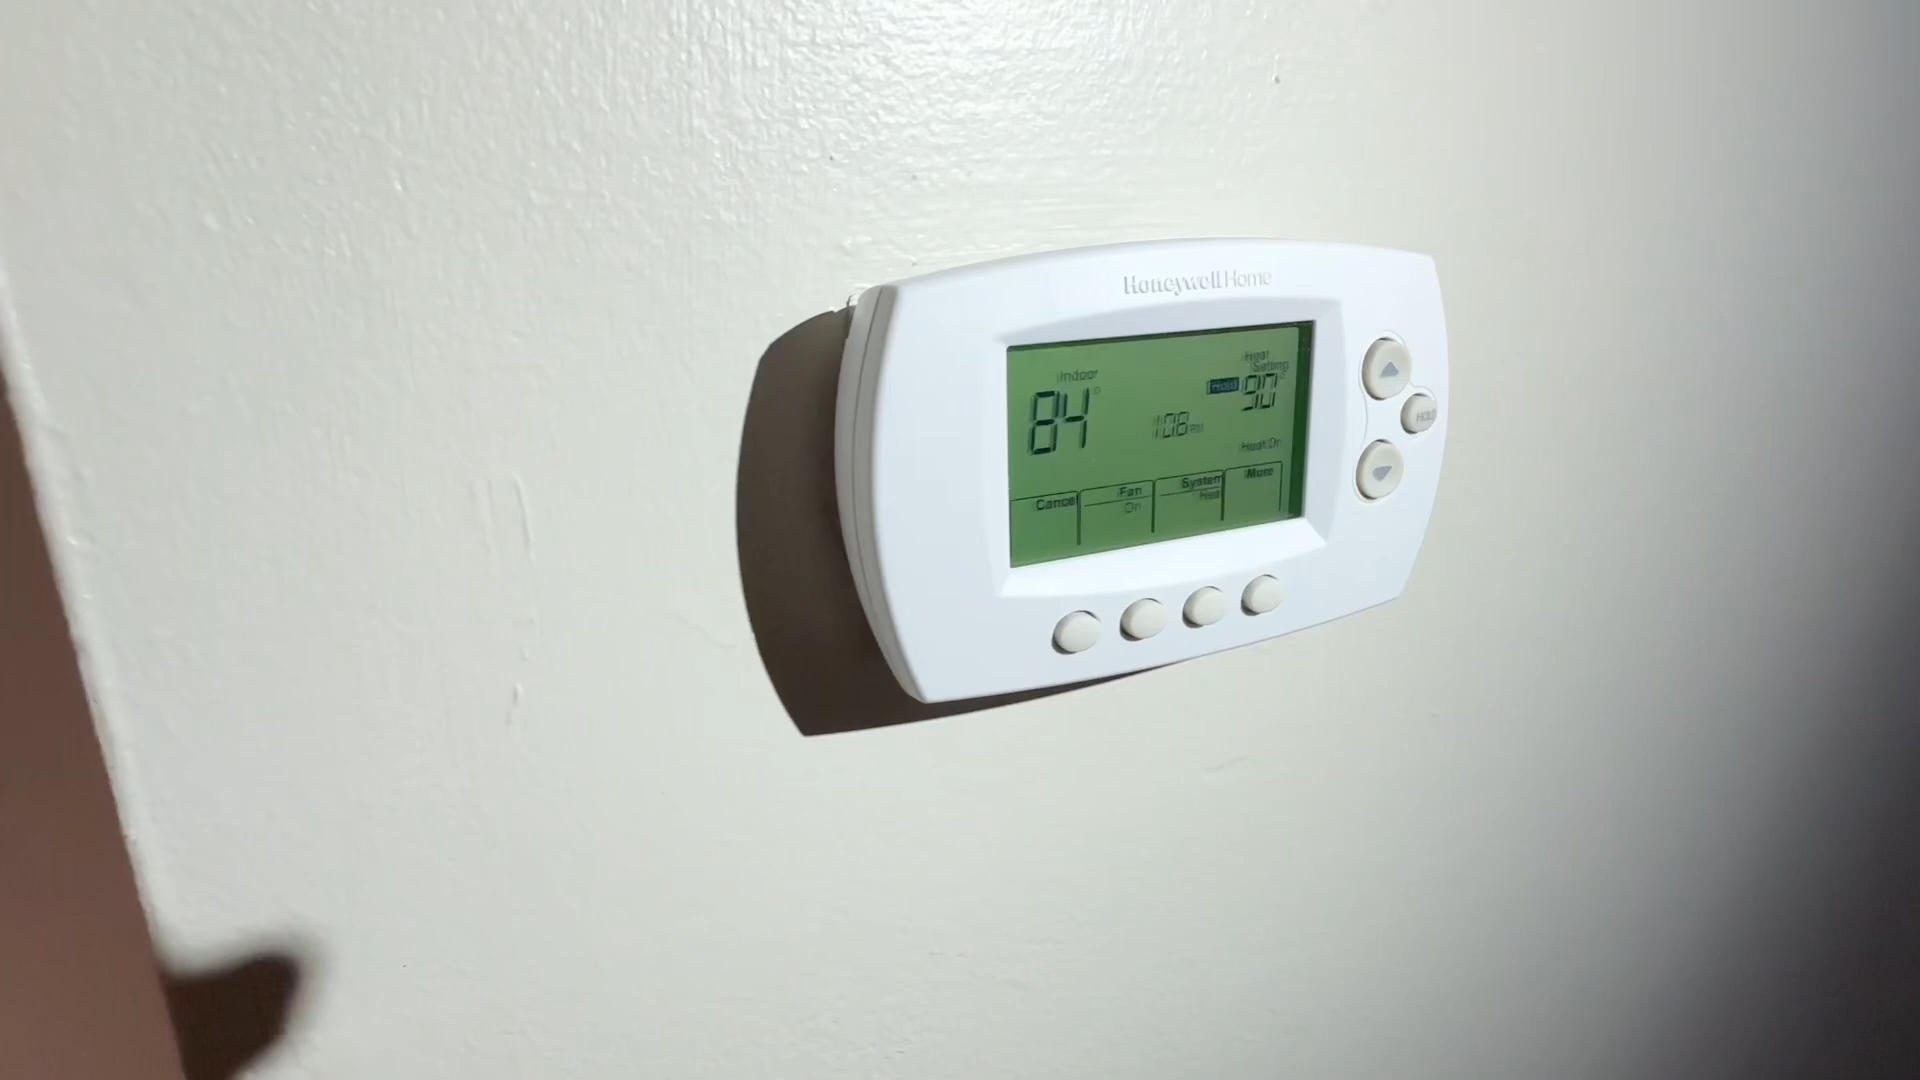 Honeywell Home
Indoor
84°
1:08 PM
Heat
Setting
Hold 90°
Heat On
Cancel
Fan
On
System
Heat
More
HOLD